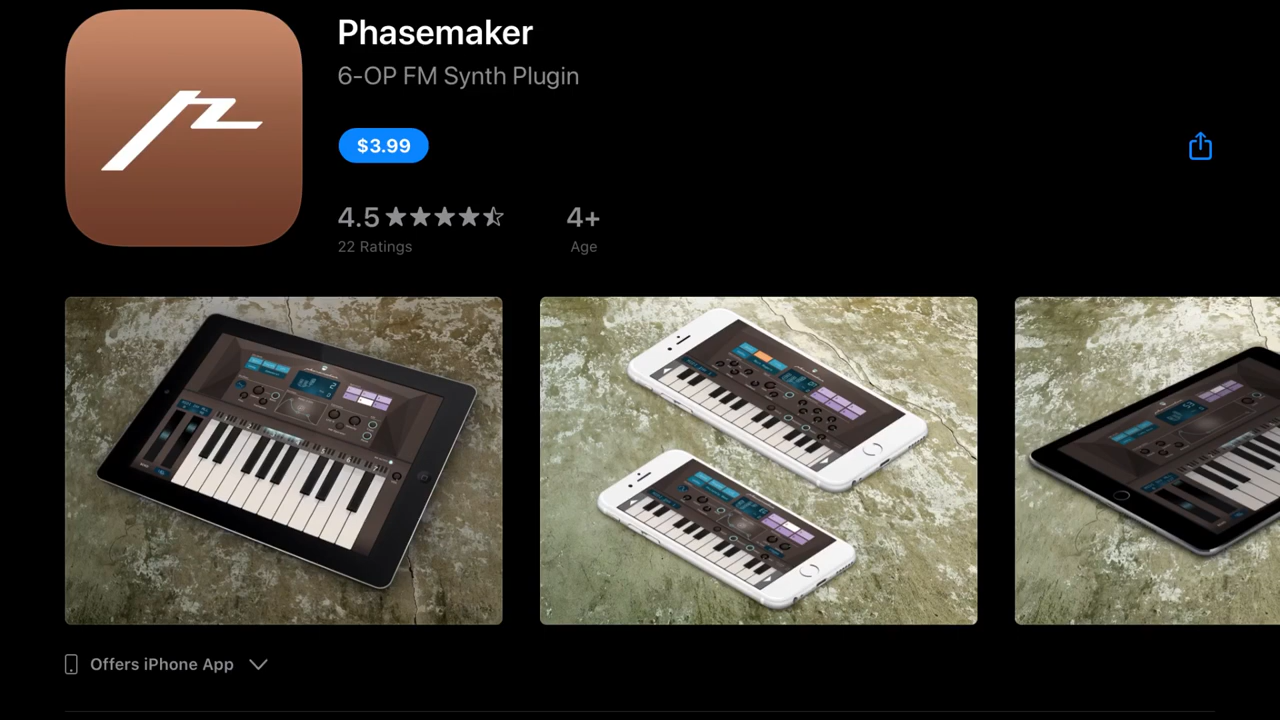 Phasemaker
6-OP FM Synth Plugin
$3.99
4.5
4+
22 Ratings
Age
Offers iPhone App